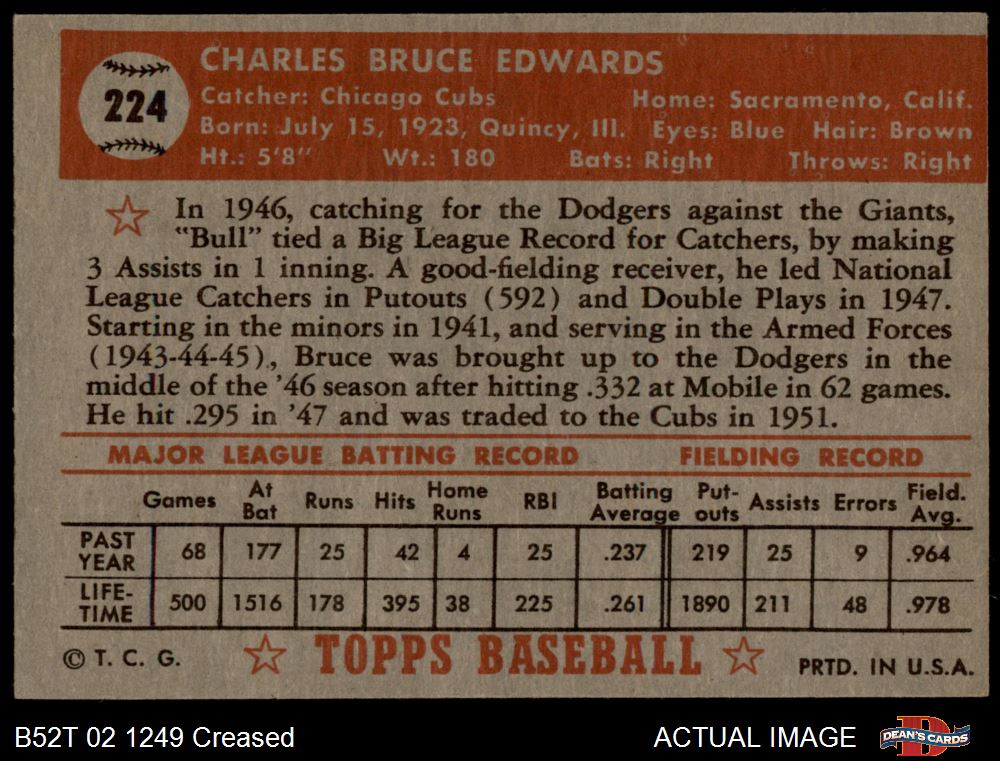 224
CHARLES BRUCE EDWARDS
Catcher: Chicago Cubs Home: Sacramento, Calif.
Born: July 15, 1923, Quincy, Ill. Eyes: Blue Hair: Brown
Ht.: 5'8" Wt.: 180 Bats: Right Throws: Right
In 1946, catching for the Dodgers against the Giants,
"Bull" tied a Big League Record for Catchers, by making
3 Assists in 1 inning. A good-fielding receiver, he led National
League Catchers in Putouts (592) and Double Plays in 1947.
Starting in the minors in 1941, and serving in the Armed Forces
(1943-44-45), Bruce was brought up to the Dodgers in the
middle of the '46 season after hitting .332 at Mobile in 62 games.
He hit .295 in '47 and was traded to the Cubs in 1951.
MAJOR LEAGUE BATTING RECORD FIELDING RECORD
Games At Bat Runs Hits Home Runs RBI Batting Average Put-outs Assists Errors Field. Avg.
PAST YEAR 68 177 25 42 4 25 .237 219 25 9 .964
LIFE-TIME 500 1516 178 395 38 225 .261 1890 211 48 .978
© T. C. G. TOPPS BASEBALL PRTD. IN U.S.A.
B52T 02 1249 Creased ACTUAL IMAGE D DEAN'S CARDS